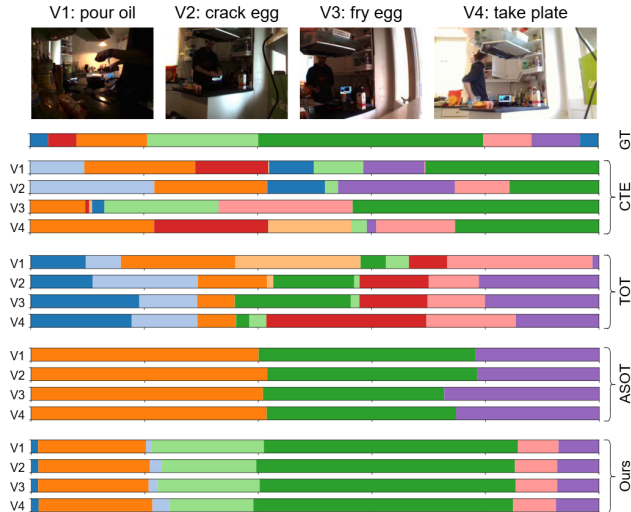 V1: pour oil V2: crack egg V3: fry egg V4: take plate
GT
V1
V2
V3
V4
CTE
V1
V2
V3
V4
TOT
V1
V2
V3
V4
ASOT
V1
V2
V3
V4
Ours